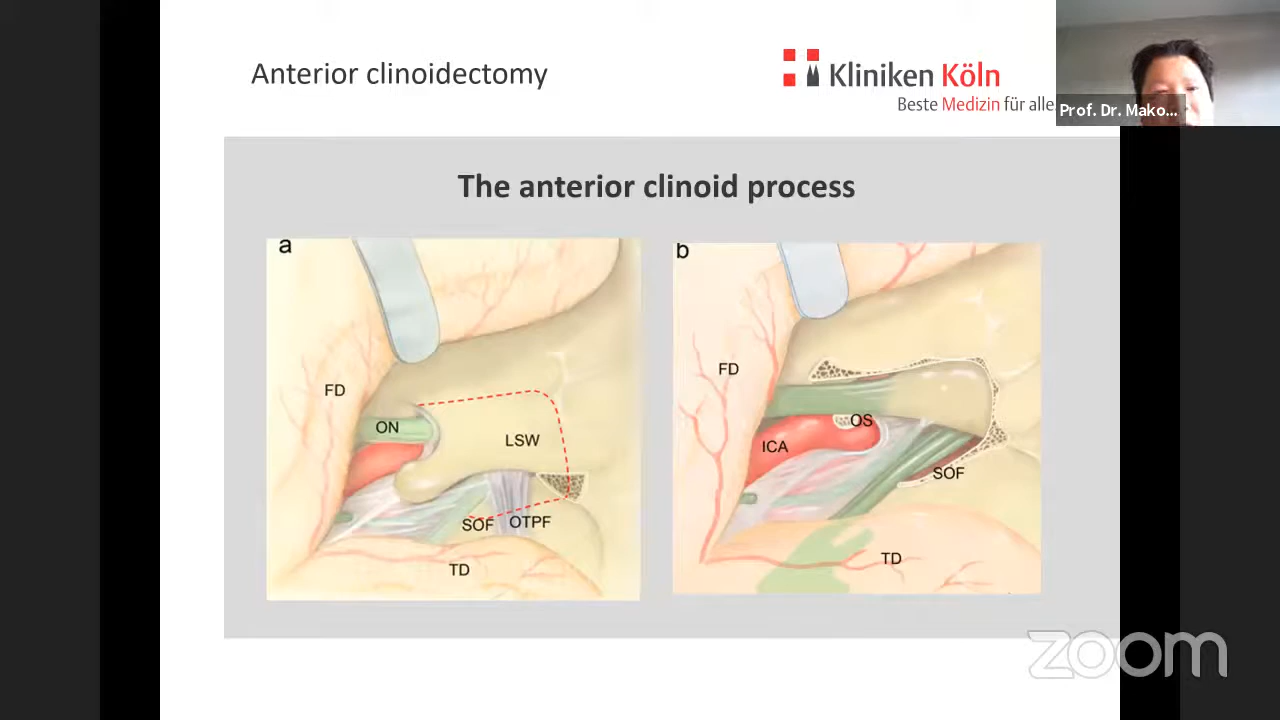 Anterior clinoidectomy
Kliniken Köln
Beste Medizin für alle
Prof. Dr. Mako...
The anterior clinoid process
a
FD
ON
LSW
SOF
OTPF
TD
b
FD
OS
ICA
SOF
TD
zoom